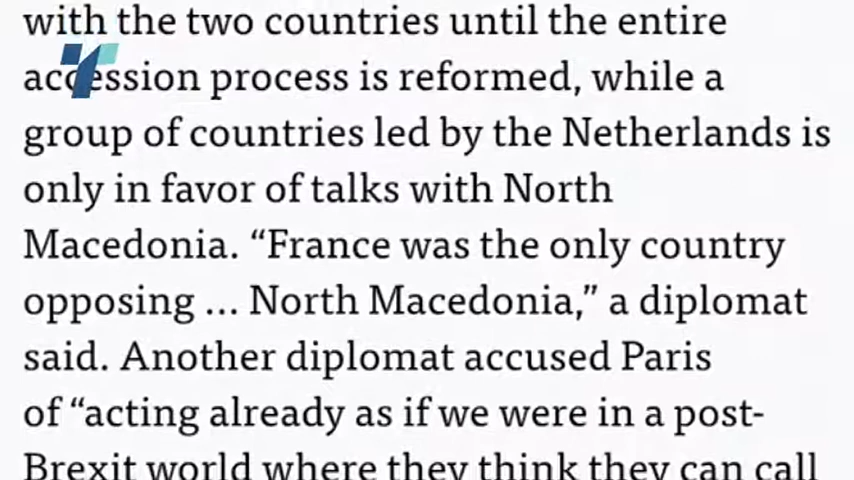 with the two countries until the entire
accession process is reformed, while a
group of countries led by the Netherlands is
only in favor of talks with North
Macedonia. “France was the only country
opposing ... North Macedonia,” a diplomat
said. Another diplomat accused Paris
of “acting already as if we were in a post-
Brexit world where they think they can call